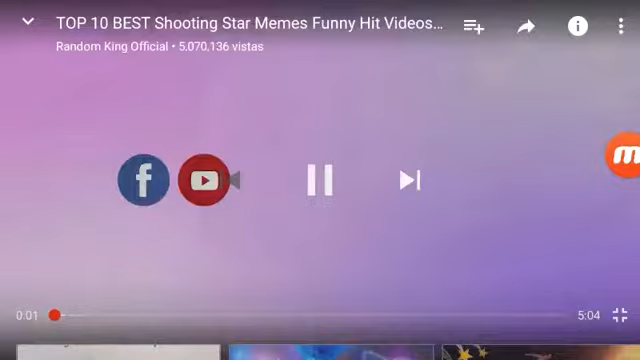 TOP 10 BEST Shooting Star Memes Funny Hit Videos...
Random King Official • 5.070.136 vistas
f
m
0:01
5:04